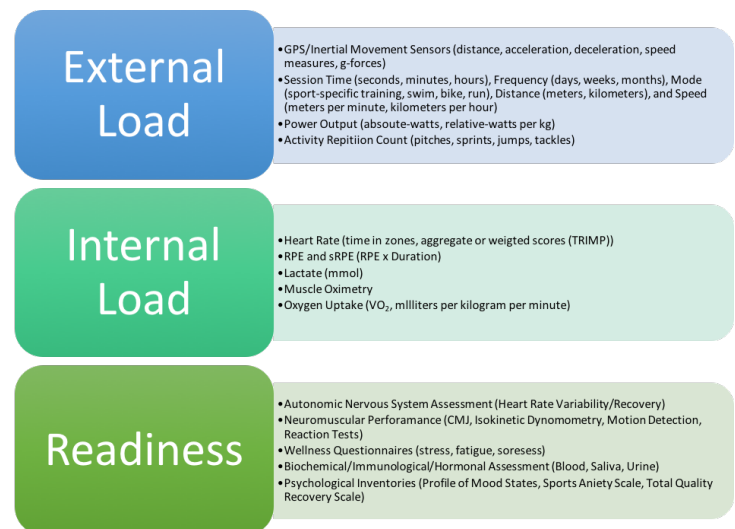 External
Load
•GPS/Inertial Movement Sensors (distance, acceleration, deceleration, speed
measures, g-forces)
•Session Time (seconds, minutes, hours), Frequency (days, weeks, months), Mode
(sport-specific training, swim, bike, run), Distance (meters, kilometers), and Speed
(meters per minute, kilometers per hour)
•Power Output (absoute-watts, relative-watts per kg)
•Activity Repitiion Count (pitches, sprints, jumps, tackles)
Internal
Load
•Heart Rate (time in zones, aggregate or weigted scores (TRIMP))
•RPE and sRPE (RPE x Duration)
•Lactate (mmol)
•Muscle Oximetry
•Oxygen Uptake (VO₂, mllliters per kilogram per minute)
Readiness
•Autonomic Nervous System Assessment (Heart Rate Variability/Recovery)
•Neuromuscular Perforamance (CMJ, Isokinetic Dynomometry, Motion Detection,
Reaction Tests)
•Wellness Questionnaires (stress, fatigue, soresess)
•Biochemical/Immunological/Hormonal Assessment (Blood, Saliva, Urine)
•Psychological Inventories (Profile of Mood States, Sports Aniety Scale, Total Quality
Recovery Scale)